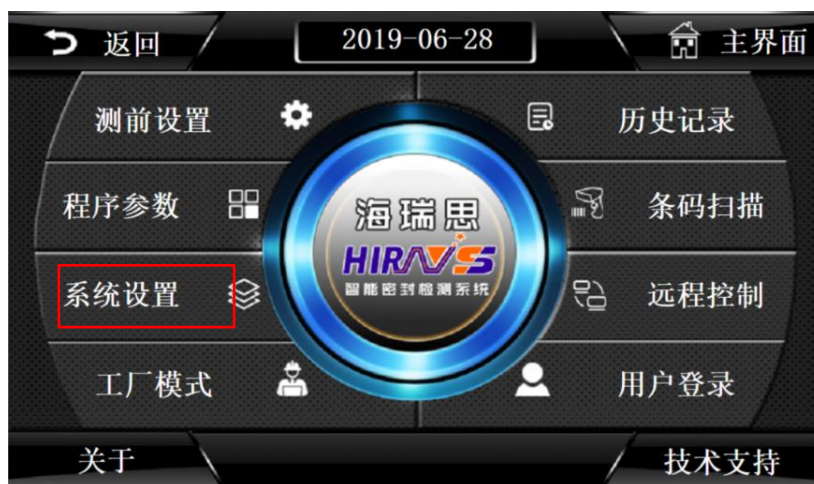 返回
2019-06-28
主界面
测前设置
历史记录
程序参数
条码扫描
海瑞思
HIRAYS
智能密封检测系统
系统设置
远程控制
工厂模式
用户登录
关于
技术支持